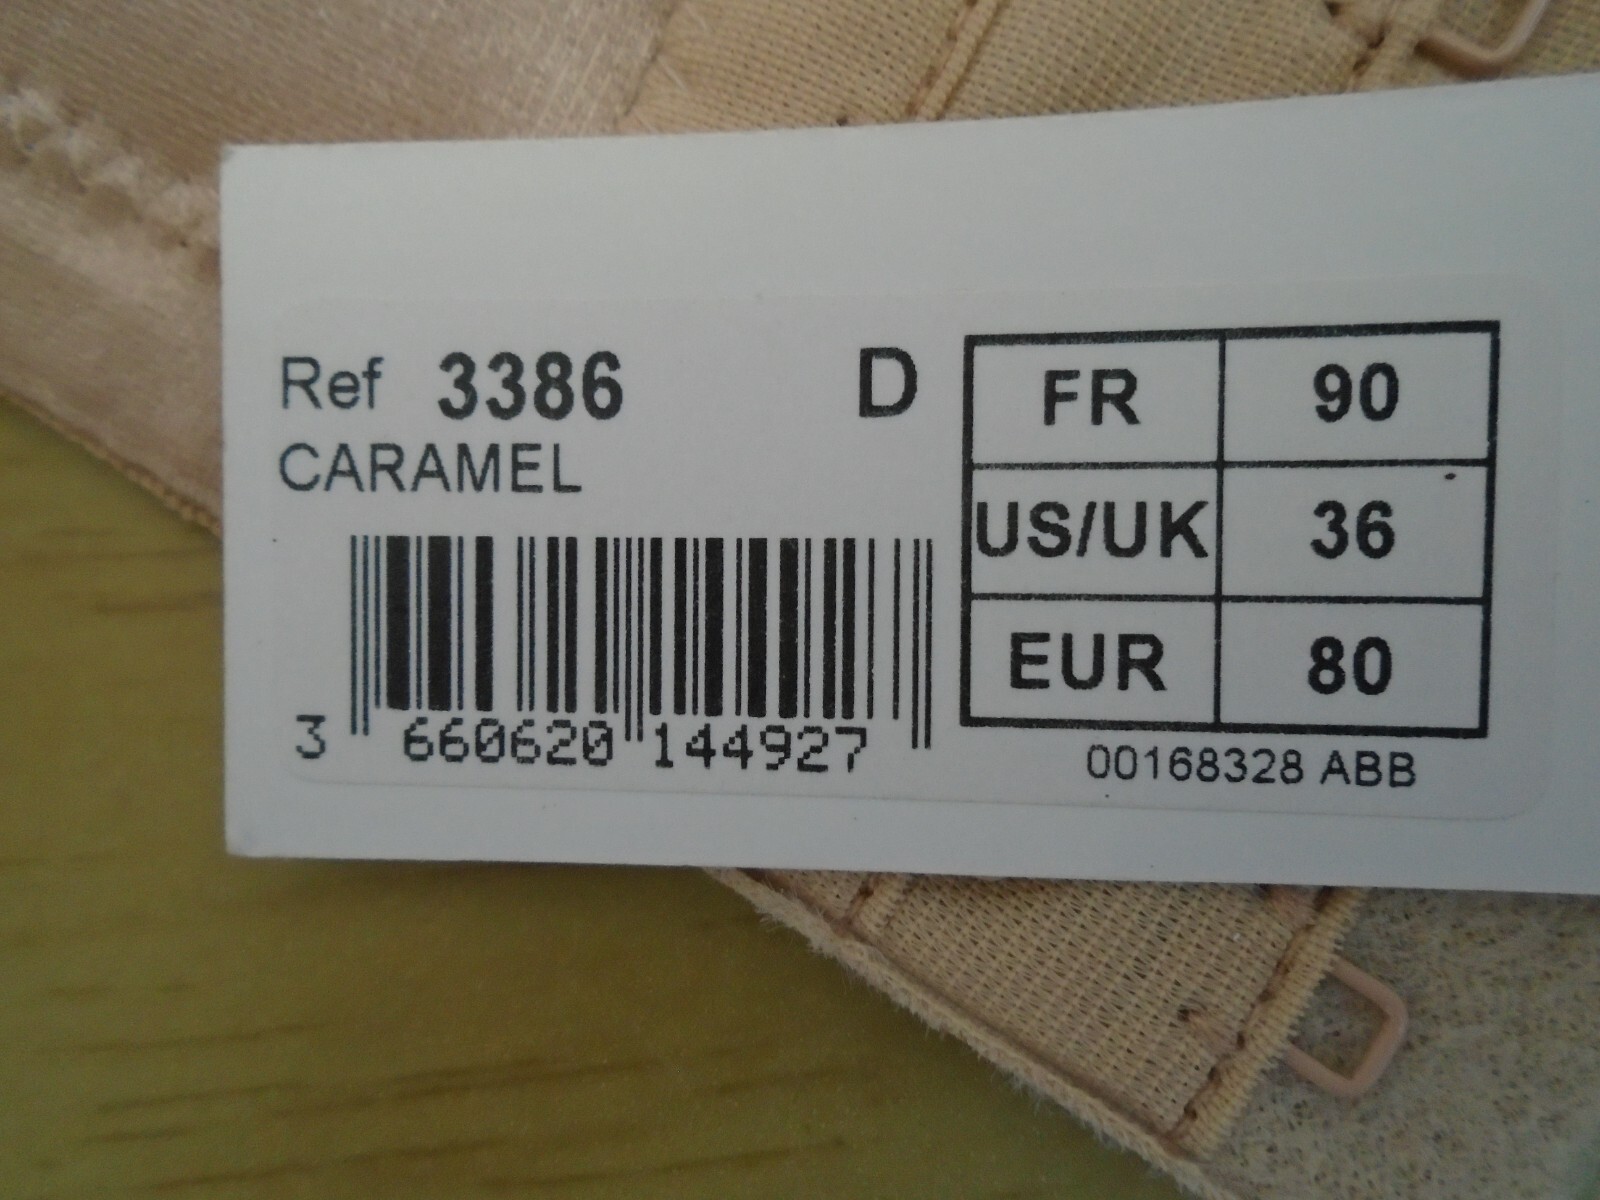 Ref 3386 D
CARAMEL
3 660620 144927
FR 90
US/UK 36
EUR 80
00168328 ABB